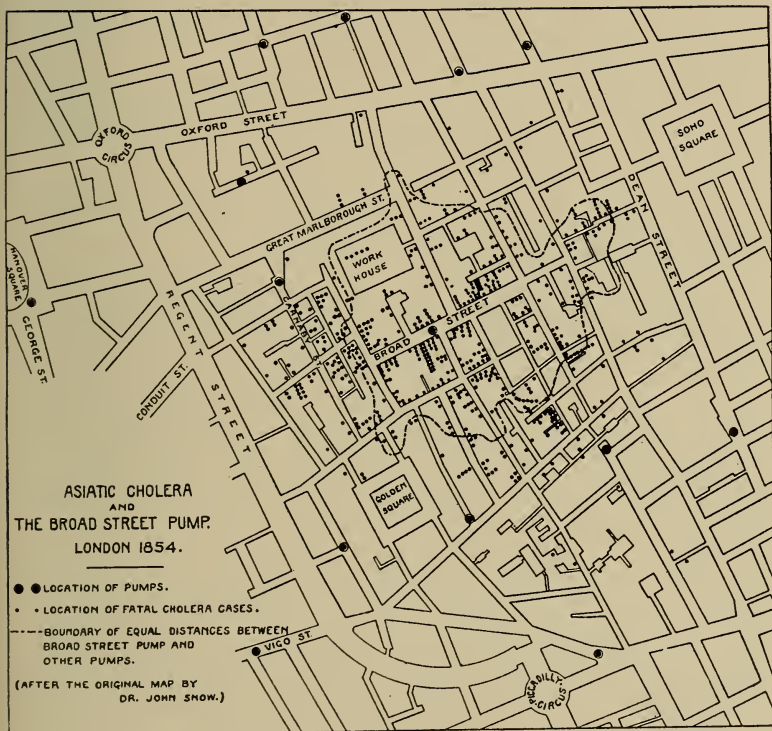 OXFORD STREET
OXFORD
CIRCUS
SOHO
SQUARE
DEAN STREET
GREAT MARLBOROUGH ST.
WORK
HOUSE
HANOVER
SQUARE
GEORGE ST.
REGENT STREET
CONDUIT ST.
CARNABY
BROAD STREET
GOLDEN
SQUARE
ASIATIC CHOLERA
AND
THE BROAD STREET PUMP.
LONDON 1854.
LOCATION OF PUMPS.
LOCATION OF FATAL CHOLERA CASES.
BOUNDARY OF EQUAL DISTANCES BETWEEN
BROAD STREET PUMP AND
OTHER PUMPS.
(AFTER THE ORIGINAL MAP BY
DR. JOHN SNOW.)
VIGO ST.
PICCADILLY
CIRCUS